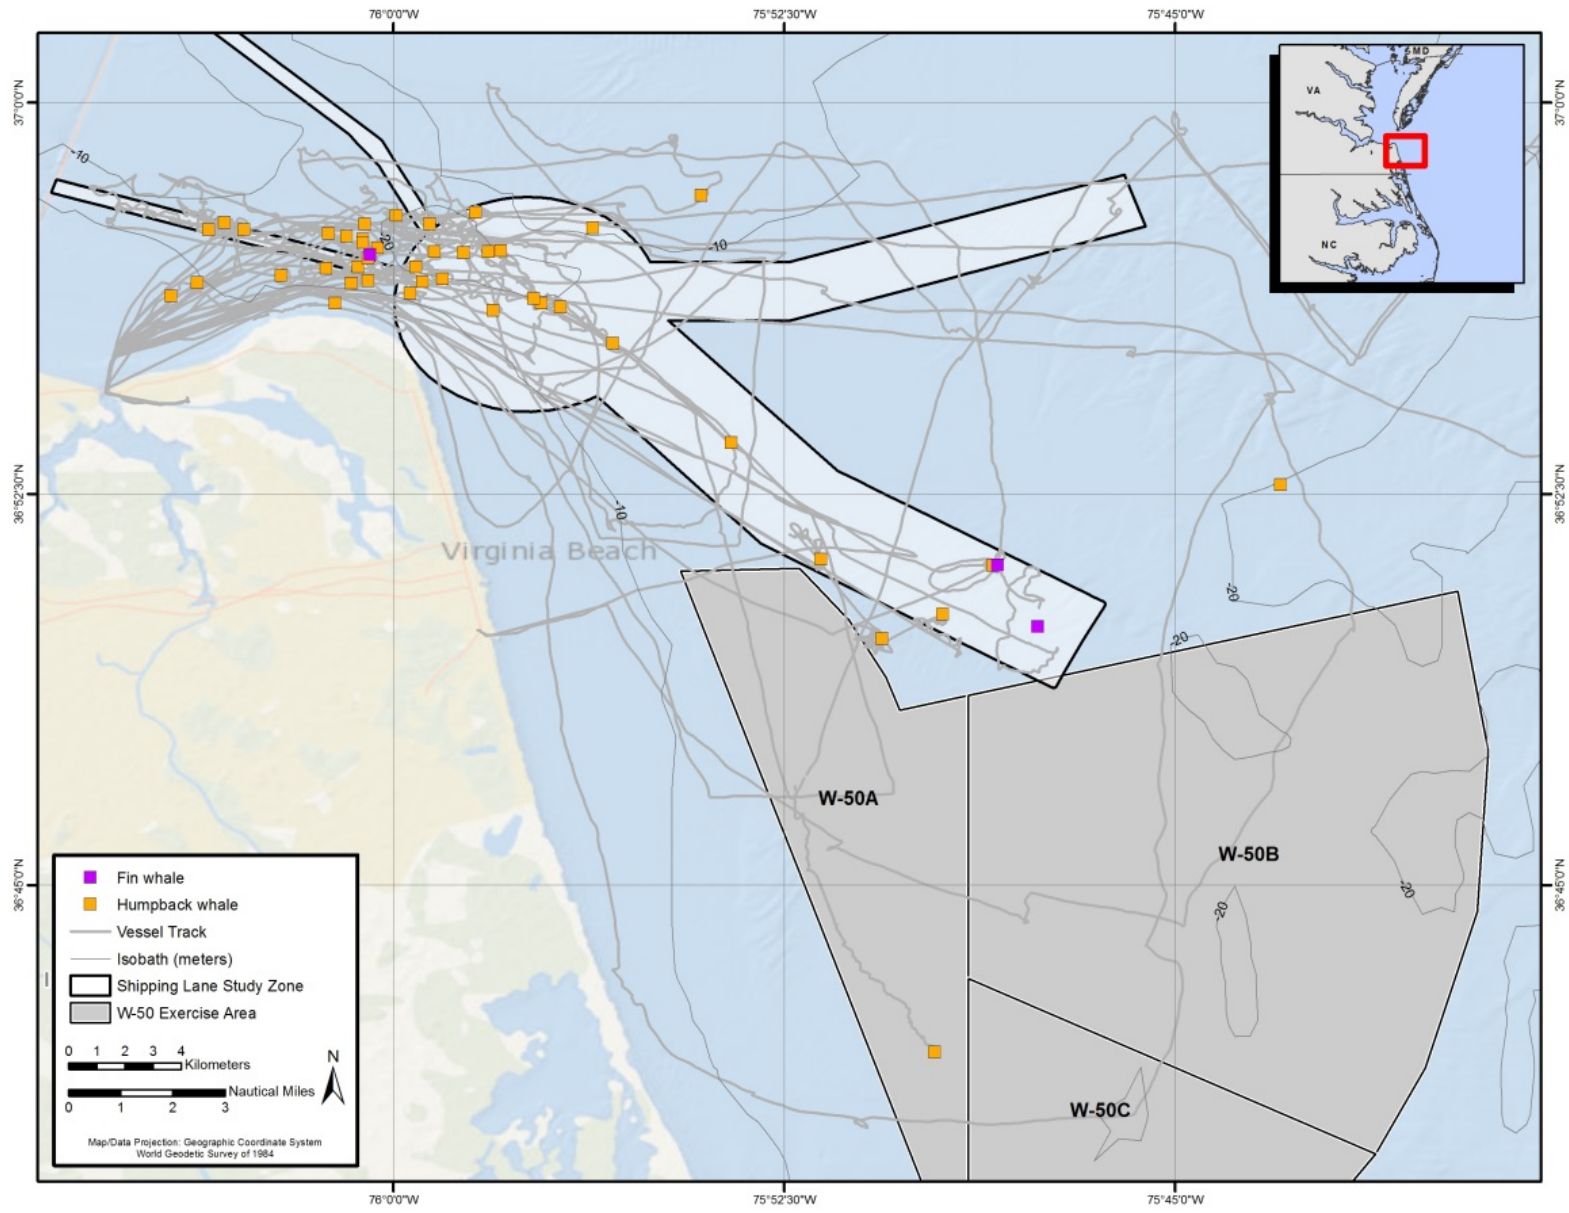 76°0'0"W
75°52'30"W
75°45'0"W
37°0'0"N
37°0'0"N
MD
VA
NC
-10
-20
-10
36°52'30"N
36°52'30"N
-10
Virginia Beach
-20
-20
W-50A
W-50B
36°45'0"N
36°45'0"N
-20
-20
W-50C
Fin whale
Humpback whale
Vessel Track
Isobath (meters)
Shipping Lane Study Zone
W-50 Exercise Area
0 1 2 3 4
Kilometers
N
Nautical Miles
0 1 2 3
Map/Data Projection: Geographic Coordinate System
World Geodetic Survey of 1984
76°0'0"W
75°52'30"W
75°45'0"W